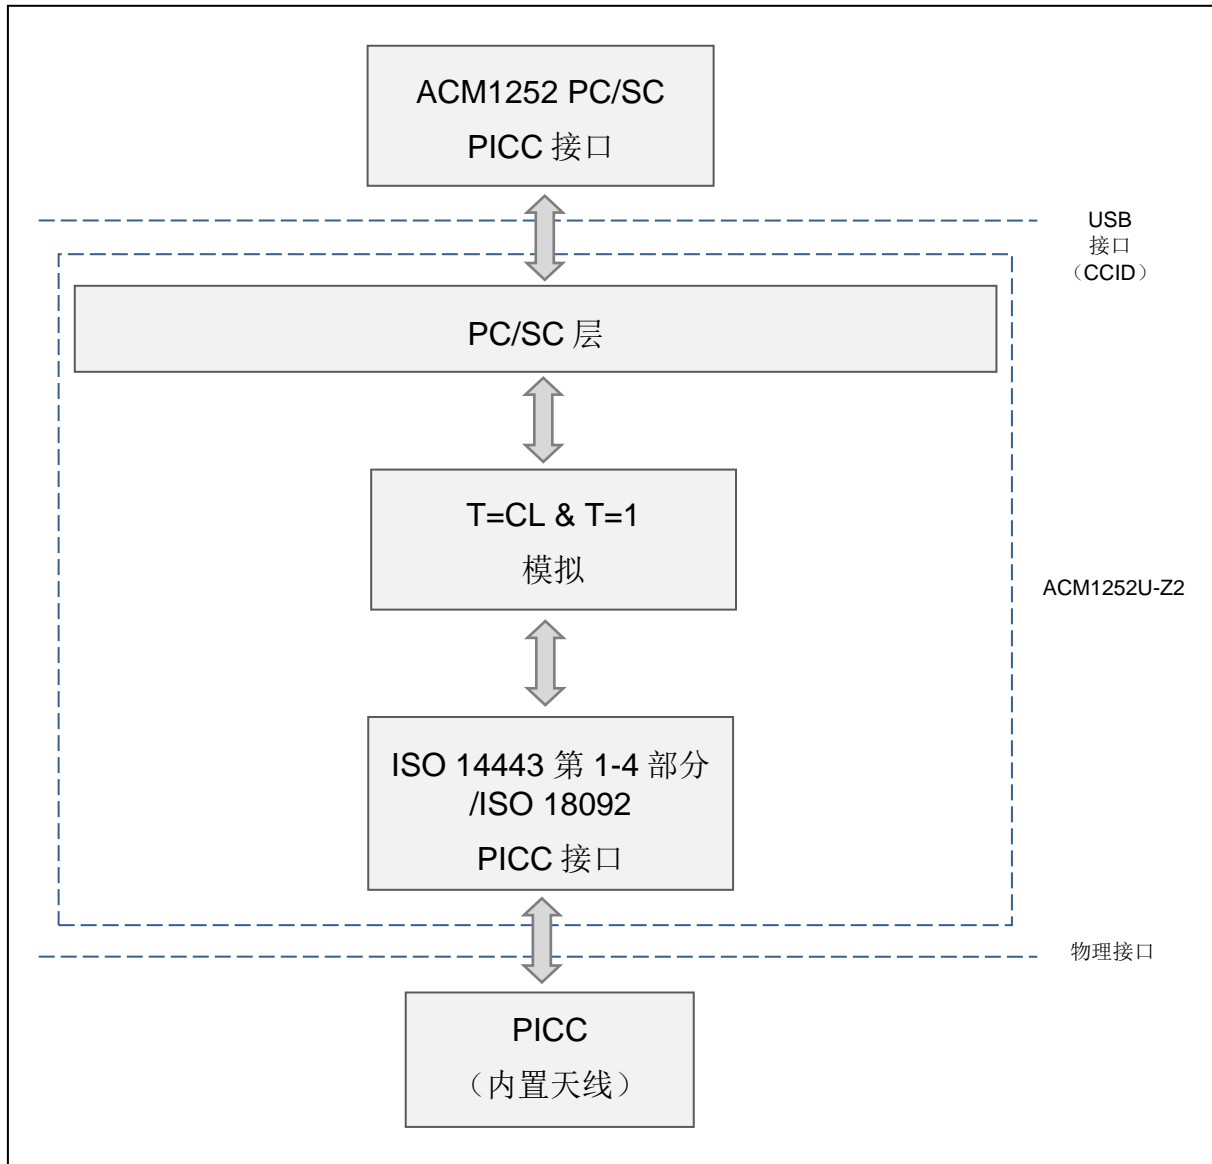 ACM1252 PC/SC
PICC 接口
USB
接口
（CCID）
PC/SC 层
T=CL & T=1
模拟
ACM1252U-Z2
ISO 14443 第 1-4 部分
/ISO 18092
PICC 接口
物理接口
PICC
（内置天线）